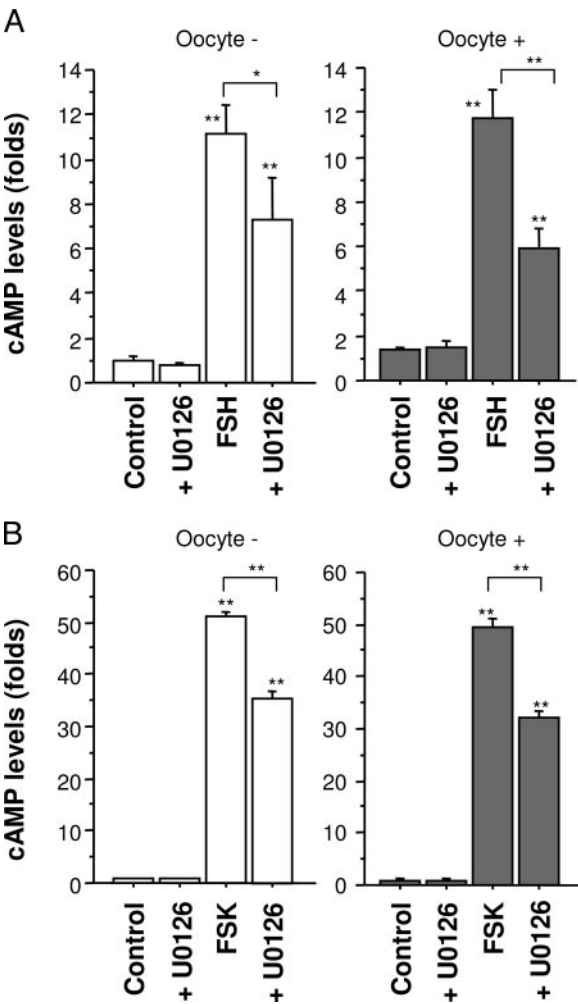 A
Oocyte -
Oocyte +
cAMP levels (folds)
14
12
10
8
6
4
2
0
**
*
**
14
12
10
8
6
4
2
0
**
**
**
Control
+ U0126
FSH
+ U0126
Control
+ U0126
FSH
+ U0126
B
Oocyte -
Oocyte +
cAMP levels (folds)
60
50
40
30
20
10
0
**
**
**
60
50
40
30
20
10
0
**
**
**
Control
+ U0126
FSK
+ U0126
Control
+ U0126
FSK
+ U0126